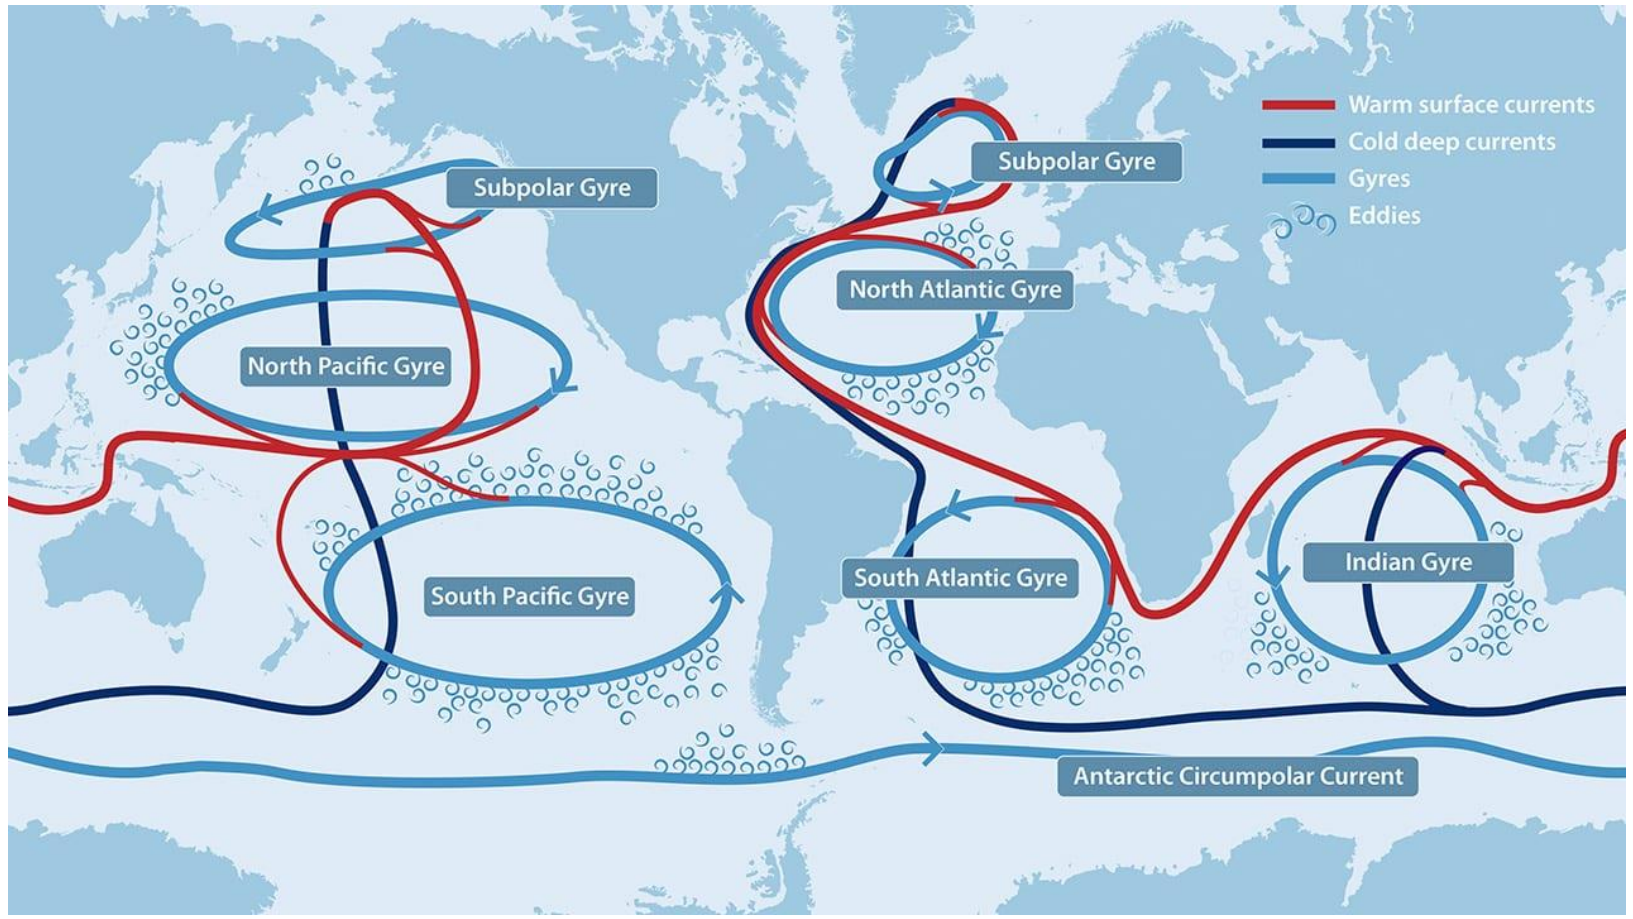 Warm surface currents
Cold deep currents
Gyres
Eddies
Subpolar Gyre
Subpolar Gyre
North Atlantic Gyre
North Pacific Gyre
Indian Gyre
South Atlantic Gyre
South Pacific Gyre
Antarctic Circumpolar Current